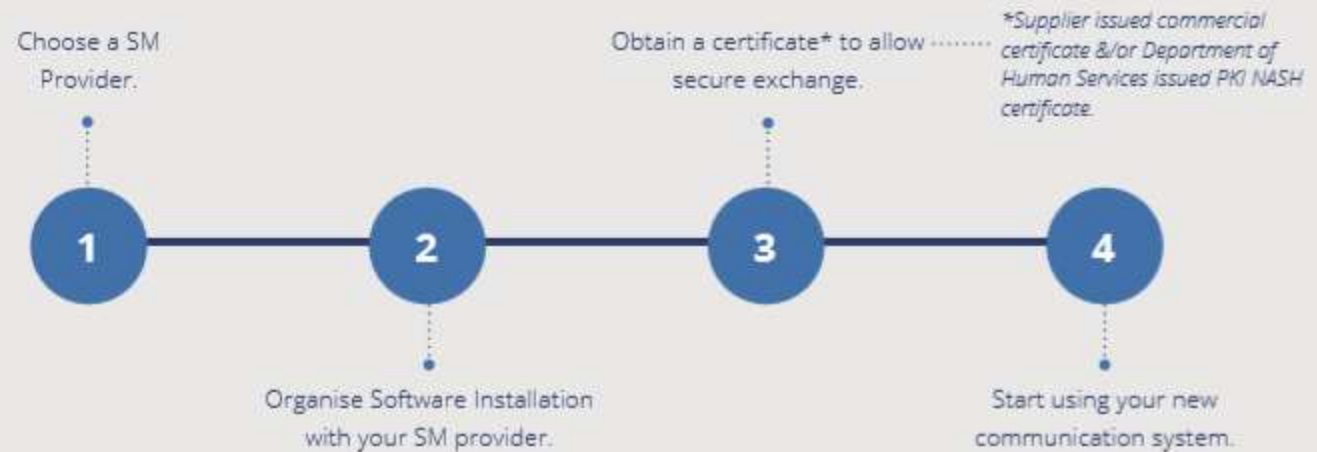 Choose a SM
Provider.
Obtain a certificate* to allow
secure exchange.
*Supplier issued commercial
certificate &/or Department of
Human Services issued PKI NASH
certificate.
1
2
3
4
Organise Software Installation
with your SM provider.
Start using your new
communication system.